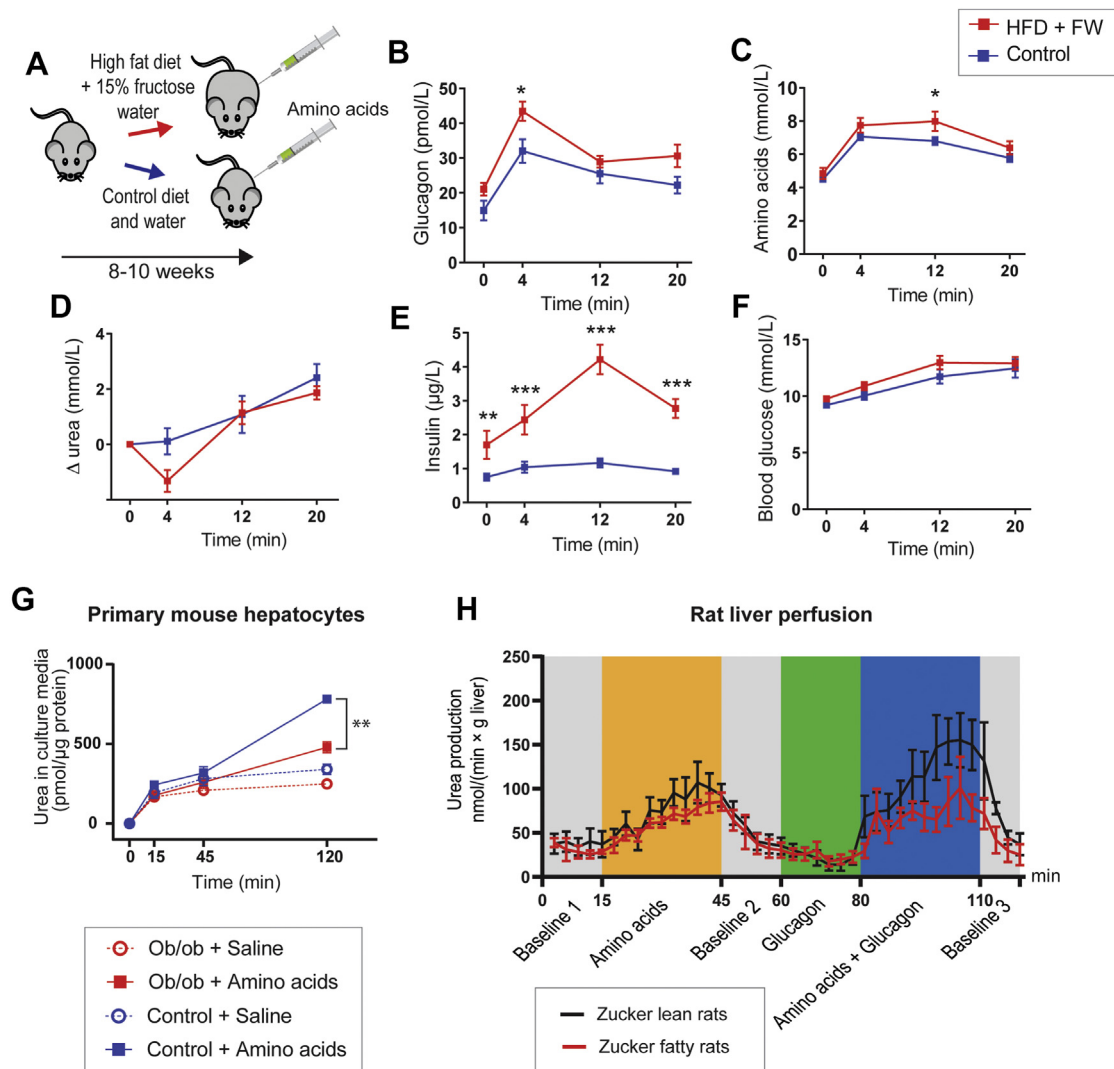 HFD + FW
Control
A
High fat diet
+ 15% fructose
water
Amino acids
Control diet
and water
8-10 weeks
B
Glucagon (pmol/L)
50
40
30
20
10
0
*
0 4 12 20
Time (min)
C
Amino acids (mmol/L)
10
8
6
4
2
0
*
0 4 12 20
Time (min)
D
Δ urea (mmol/L)
4
2
0
0 4 12 20
Time (min)
E
Insulin (µg/L)
5
4
3
2
1
0
**
***
***
***
0 4 12 20
Time (min)
F
Blood glucose (mmol/L)
15
10
5
0
0 4 12 20
Time (min)
G
Primary mouse hepatocytes
Urea in culture media
(pmol/µg protein)
1000
500
0
**
0 15 45 120
Time (min)
Ob/ob + Saline
Ob/ob + Amino acids
Control + Saline
Control + Amino acids
H
Rat liver perfusion
Urea production
nmol/(min × g liver)
250
200
150
100
50
0
0 15 45 60 80 110 min
Baseline 1
Amino acids
Baseline 2
Glucagon
Amino acids + Glucagon
Baseline 3
Zucker lean rats
Zucker fatty rats